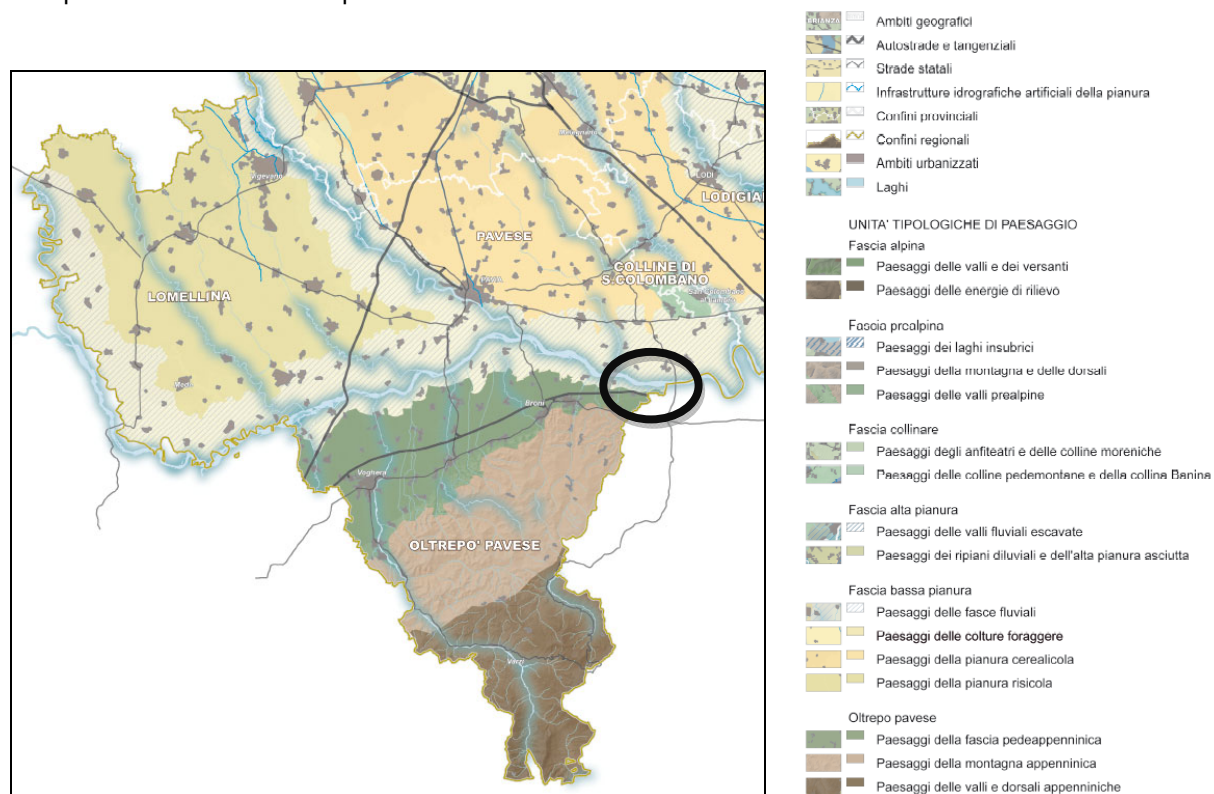 BRIANZA
Ambiti geografici
Autostrade e tangenziali
Strade statali
Infrastrutture idrografiche artificiali della pianura
Confini provinciali
Confini regionali
Ambiti urbanizzati
Laghi
UNITA' TIPOLOGICHE DI PAESAGGIO
Fascia alpina
Paesaggi delle valli e dei versanti
Paesaggi delle energie di rilievo
Fascia prealpina
Paesaggi dei laghi insubrici
Paesaggi della montagna e delle dorsali
Paesaggi delle valli prealpine
Fascia collinare
Paesaggi degli anfiteatri e delle colline moreniche
Paesaggi delle colline pedemontane e della collina Banina
Fascia alta pianura
Paesaggi delle valli fluviali escavate
Paesaggi dei ripiani diluviali e dell'alta pianura asciutta
Fascia bassa pianura
Paesaggi delle fasce fluviali
Paesaggi delle colture foraggere
Paesaggi della pianura cerealicola
Paesaggi della pianura risicola
Oltrepo pavese
Paesaggi della fascia pedeappenninica
Paesaggi della montagna appenninica
Paesaggi delle valli e dorsali appenniniche
LODI
LODIGIA
PAVESE
COLLINE DI
S.COLOMBANO
LOMELLINA
Broni
Voghera
OLTREPO' PAVESE
Varzi